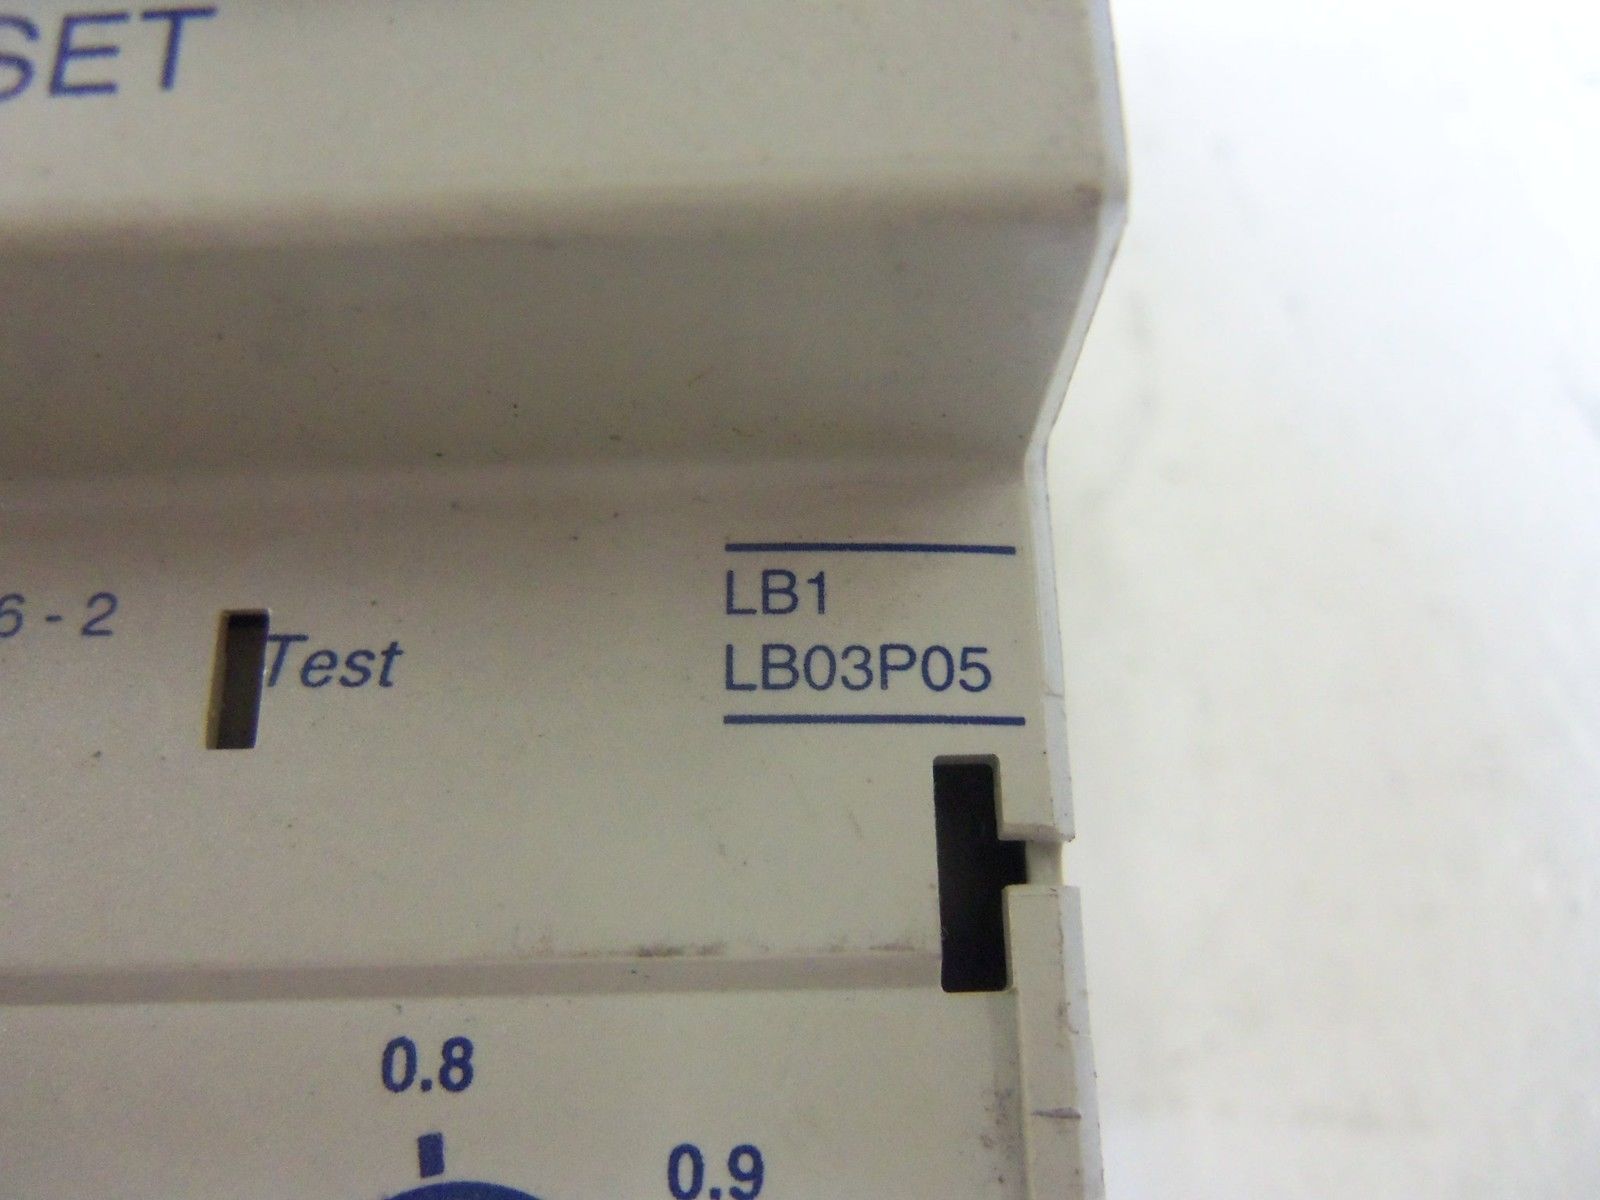 SET
6 - 2
Test
LB1
LB03P05
0.8
0.9